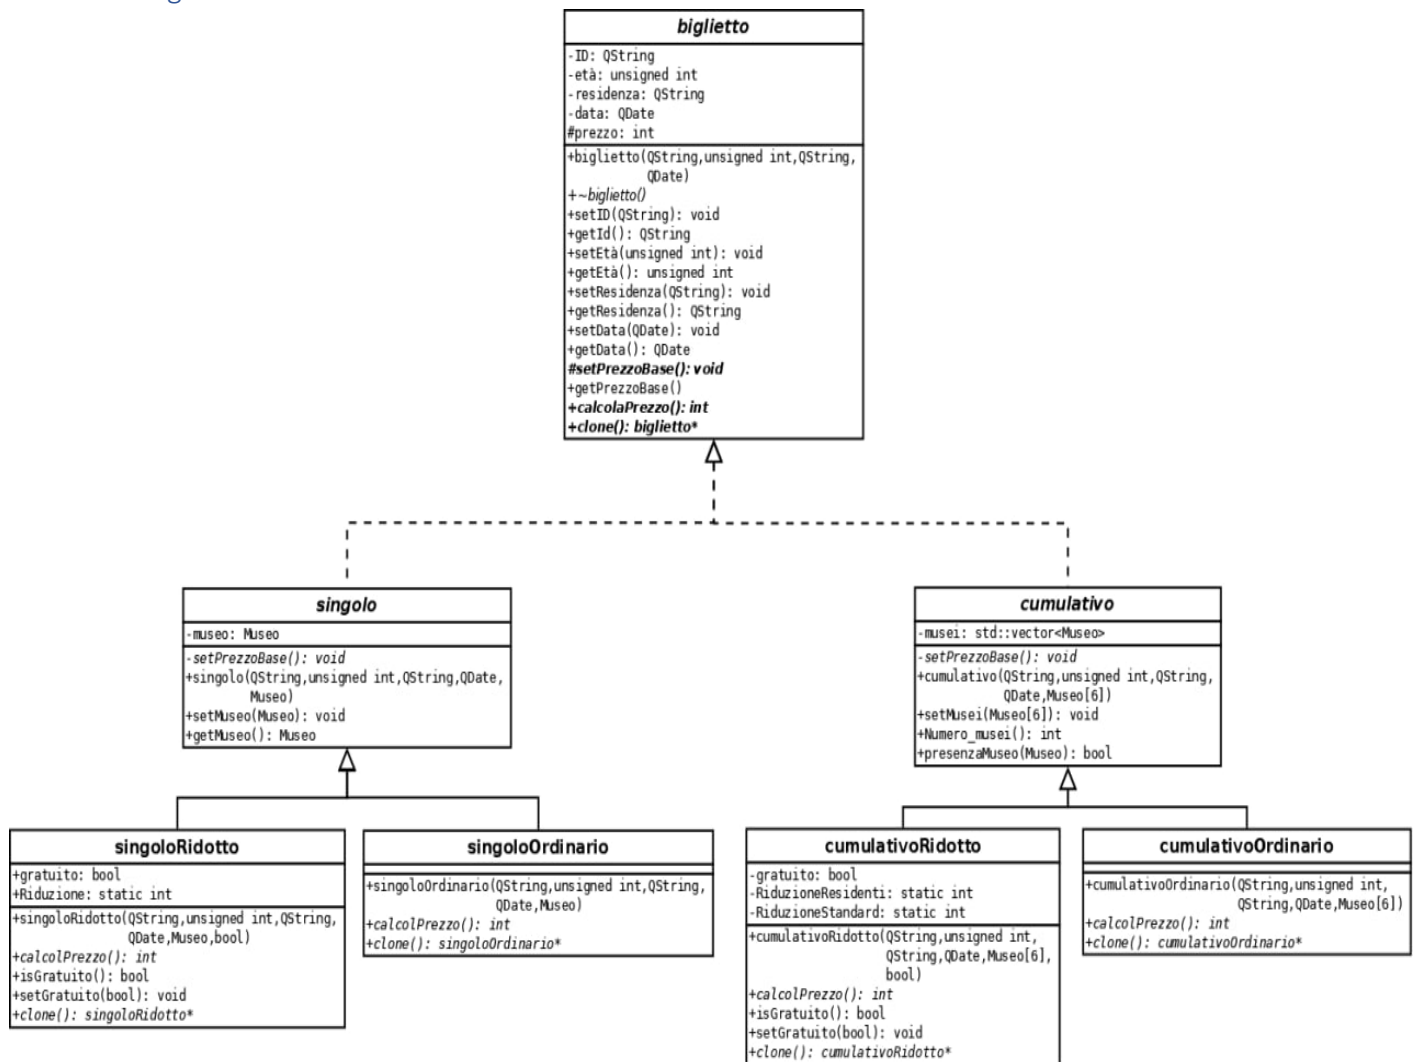 biglietto
-ID: QString
-età: unsigned int
-residenza: QString
-data: QDate
#prezzo: int
+biglietto(QString,unsigned int,QString,
QDate)
+~biglietto()
+setID(QString): void
+getId(): QString
+setEtà(unsigned int): void
+getEtà(): unsigned int
+setResidenza(QString): void
+getResidenza(): QString
+setData(QDate): void
+getData(): QDate
#setPrezzoBase(): void
+getPrezzoBase()
+calcolaPrezzo(): int
+clone(): biglietto*
singolo
-museo: Museo
-setPrezzoBase(): void
+singolo(QString,unsigned int,QString,QDate,
Museo)
+setMuseo(Museo): void
+getMuseo(): Museo
cumulativo
-musei: std::vector<Museo>
-setPrezzoBase(): void
+cumulativo(QString,unsigned int,QString,
QDate,Museo[6])
+setMusei(Museo[6]): void
+Numero_musei(): int
+presenzaMuseo(Museo): bool
singoloRidotto
+gratuito: bool
+Riduzione: static int
+singoloRidotto(QString,unsigned int,QString,
QDate,Museo,bool)
+calcolPrezzo(): int
+isGratuito(): bool
+setGratuito(bool): void
+clone(): singoloRidotto*
singoloOrdinario
+singoloOrdinario(QString,unsigned int,QString,
QDate,Museo)
+calcolPrezzo(): int
+clone(): singoloOrdinario*
cumulativoRidotto
-gratuito: bool
-RiduzioneResidenti: static int
-RiduzioneStandard: static int
+cumulativoRidotto(QString,unsigned int,
QString,QDate,Museo[6],
bool)
+calcolPrezzo(): int
+isGratuito(): bool
+setGratuito(bool): void
+clone(): cumulativoRidotto*
cumulativoOrdinario
+cumulativoOrdinario(QString,unsigned int,
QString,QDate,Museo[6])
+calcolPrezzo(): int
+clone(): cumulativoOrdinario*